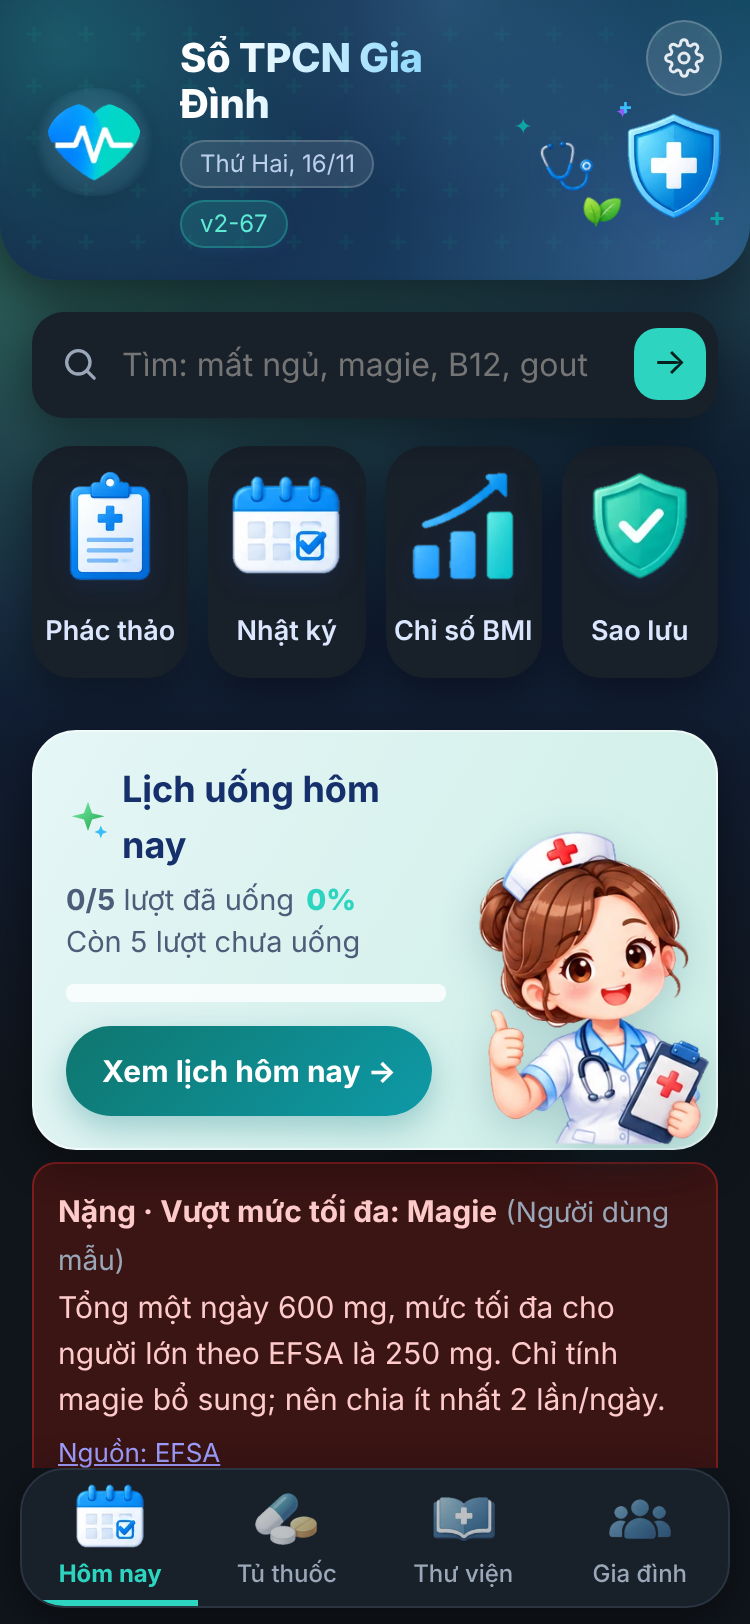 Sổ TPCN Gia
Đình
Thứ Hai, 16/11
v2-67
Tìm: mất ngủ, magie, B12, gout
Phác thảo
Nhật ký
Chỉ số BMI
Sao lưu
Lịch uống hôm
nay
0/5 lượt đã uống 0%
Còn 5 lượt chưa uống
Xem lịch hôm nay →
Nặng · Vượt mức tối đa: Magie (Người dùng
mẫu)
Tổng một ngày 600 mg, mức tối đa cho
người lớn theo EFSA là 250 mg. Chỉ tính
magie bổ sung; nên chia ít nhất 2 lần/ngày.
Nguồn: EFSA
Hôm nay
Tủ thuốc
Thư viện
Gia đình